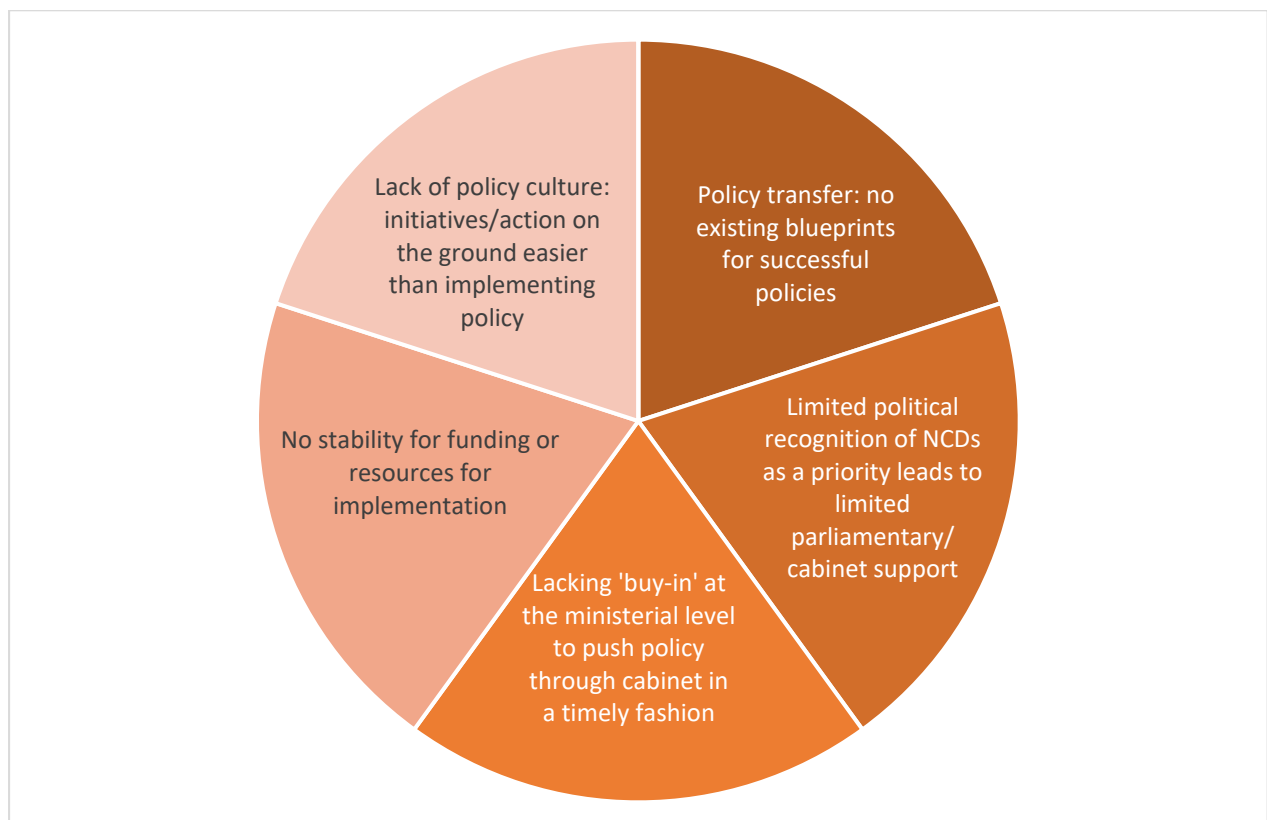 Policy transfer: no
existing blueprints
for successful
policies
Limited political
recognition of NCDs
as a priority leads to
limited
parliamentary/
cabinet support
Lacking 'buy-in' at
the ministerial level
to push policy
through cabinet in
a timely fashion
No stability for funding or
resources for
implementation
Lack of policy culture:
initiatives/action on
the ground easier
than implementing
policy